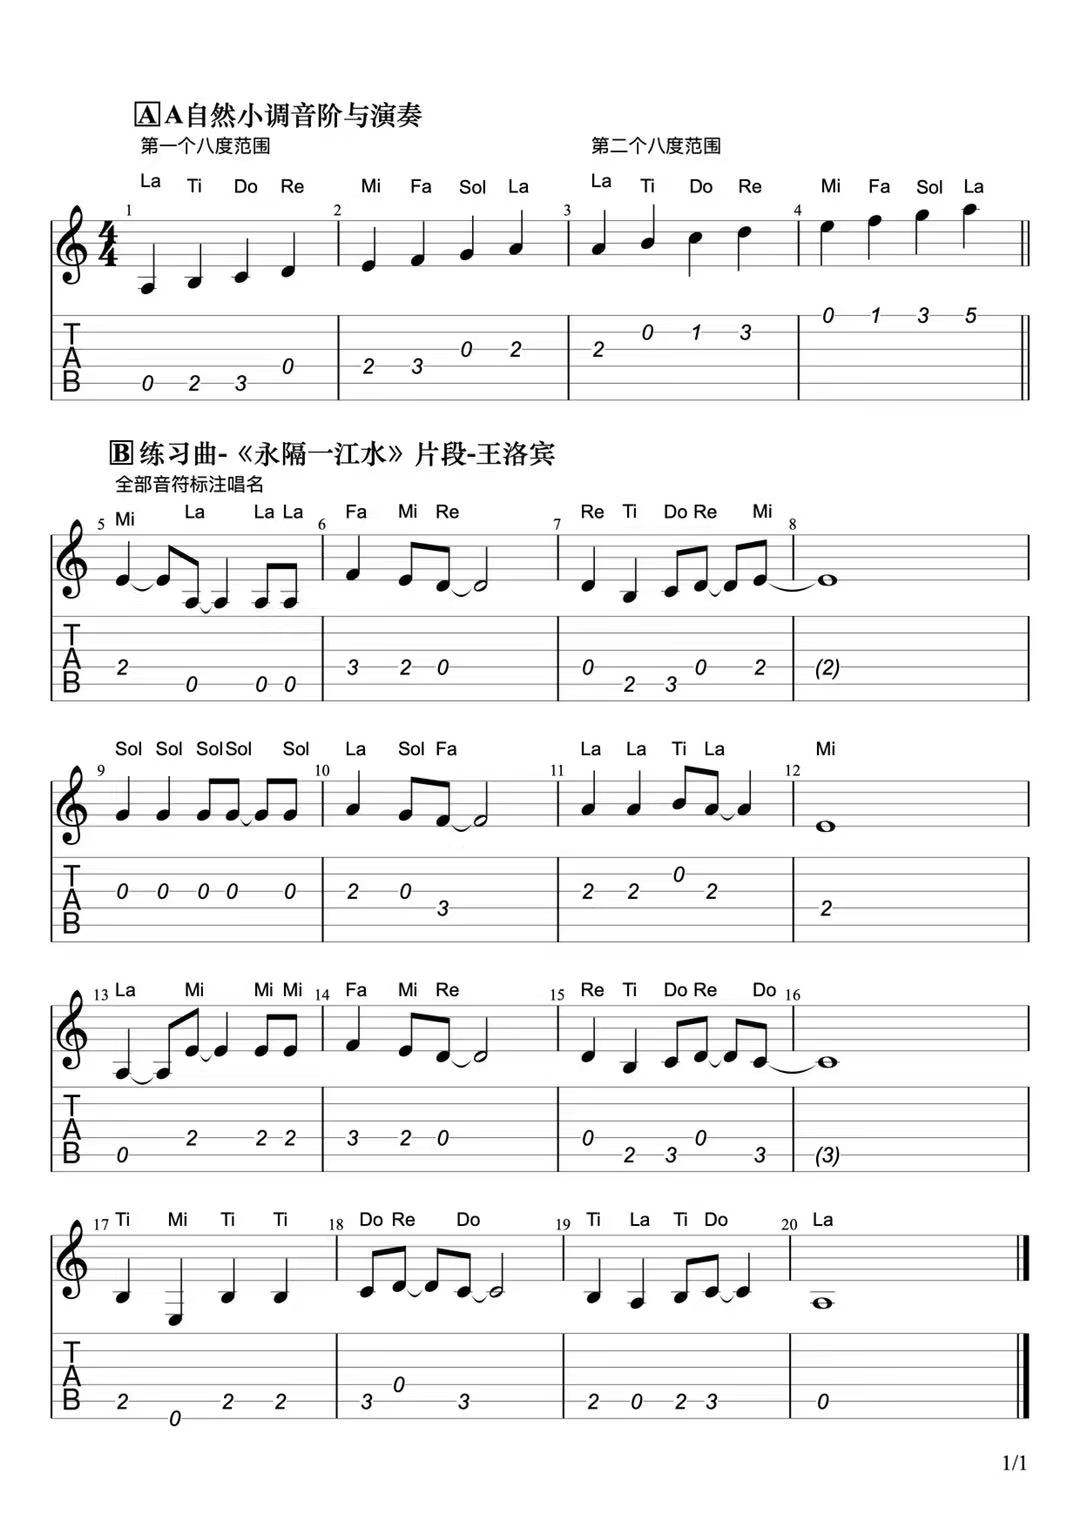 A A自然小调音阶与演奏
第一个八度范围 第二个八度范围
La Ti Do Re Mi Fa Sol La La Ti Do Re Mi Fa Sol La
1 2 3 4
4
4
T
A
B
0 2 3 0 2 3 0 2 2 0 1 3 0 1 3 5
B 练习曲-《永隔一江水》片段-王洛宾
全部音符标注唱名
5 Mi La La La 6 Fa Mi Re 7 Re Ti Do Re Mi 8
T
A
B
2 0 0 0 3 2 0 0 2 3 0 2 (2)
Sol Sol Sol Sol Sol La Sol Fa La La Ti La Mi
9 10 11 12
T
A
B
0 0 0 0 0 2 0 3 2 2 0 2 2
13 La Mi Mi Mi 14 Fa Mi Re 15 Re Ti Do Re Do 16
T
A
B
0 2 2 2 3 2 0 0 2 3 0 3 (3)
17 Ti Mi Ti Ti 18 Do Re Do 19 Ti La Ti Do 20 La
T
A
B
2 0 2 2 3 0 3 2 0 2 3 0
1/1